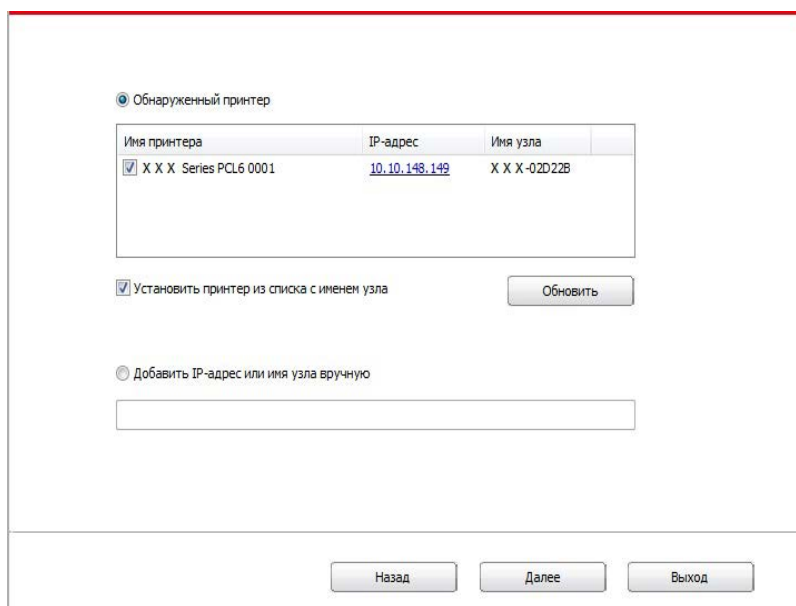 Обнаруженный принтер
Имя принтера IP-адрес Имя узла
X X X Series PCL6 0001 10.10.148.149 X X X-02D22B
Установить принтер из списка с именем узла
Обновить
Добавить IP-адрес или имя узла вручную
Назад Далее Выход